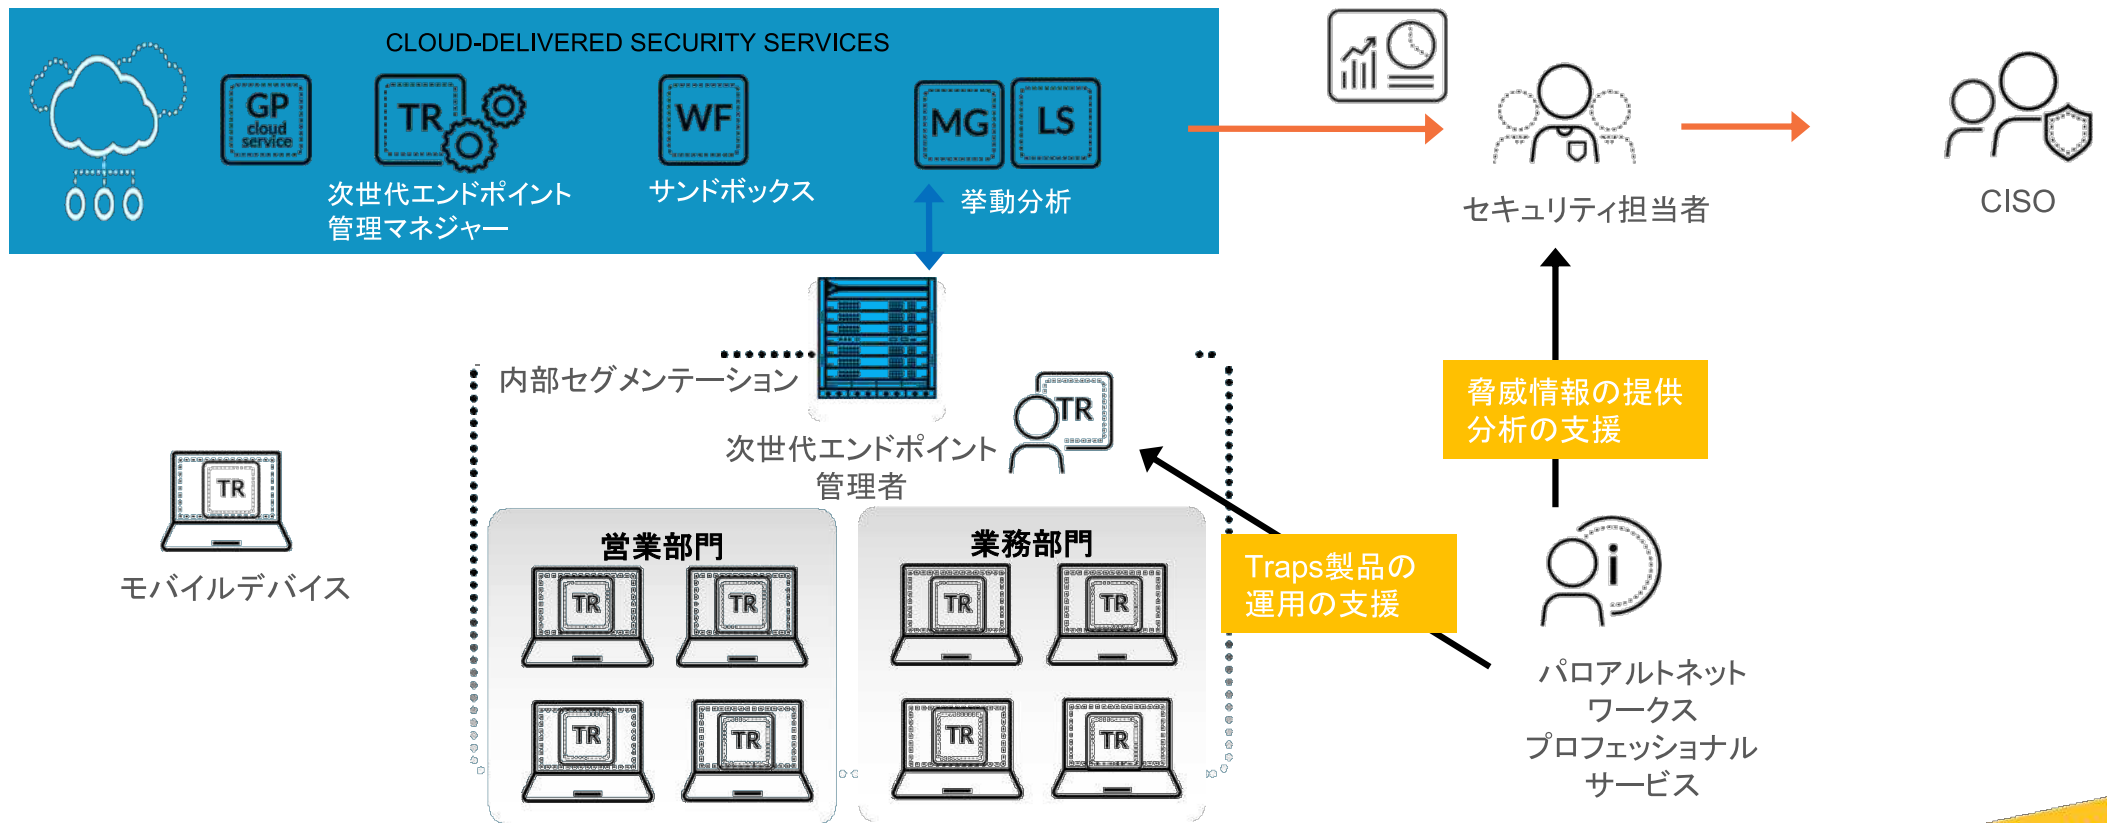 CLOUD-DELIVERED SECURITY SERVICES
GP
cloud
service
TR
WF
MG
LS
次世代エンドポイント
管理マネジャー
サンドボックス
挙動分析
セキュリティ担当者
CISO
内部セグメンテーション
TR
次世代エンドポイント
管理者
脅威情報の提供
分析の支援
TR
モバイルデバイス
営業部門
業務部門
TR
TR
TR
TR
TR
TR
TR
TR
Traps製品の
運用の支援
i
パロアルトネット
ワークス
プロフェッショナル
サービス